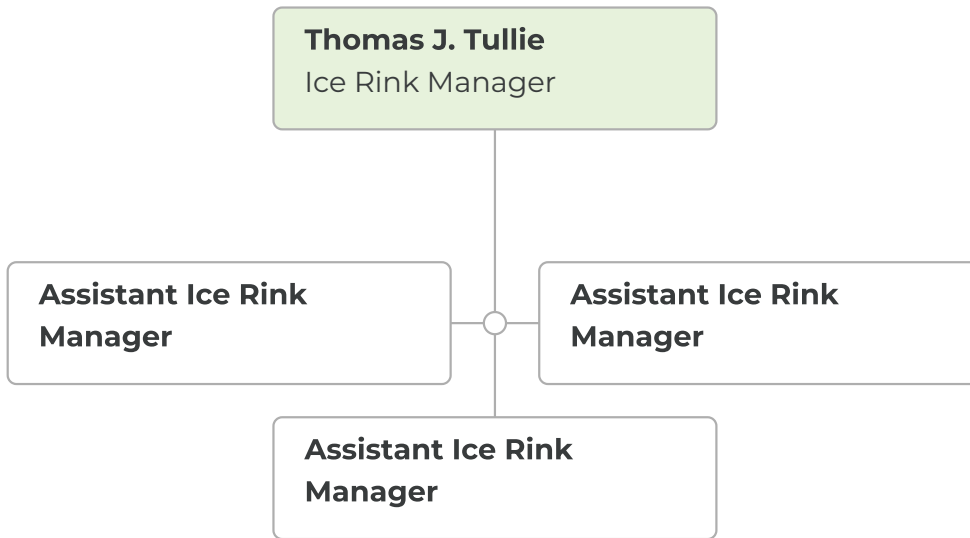 Thomas J. Tullie
Ice Rink Manager
Assistant Ice Rink
Manager
Assistant Ice Rink
Manager
Assistant Ice Rink
Manager